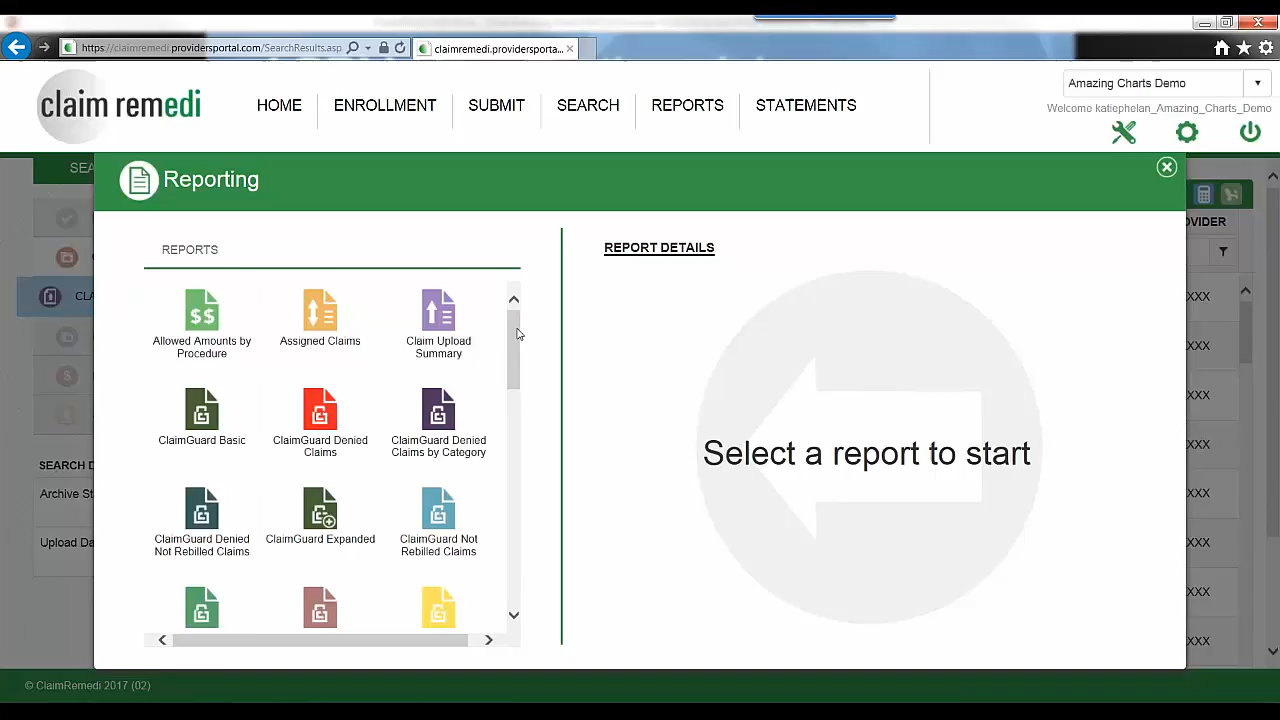 https://claimremedi.providersportal.com/SearchResults.asp
claimremedi.providersporta...
claim remedi
HOME
ENROLLMENT
SUBMIT
SEARCH
REPORTS
STATEMENTS
Amazing Charts Demo
Welcome katiephelan_Amazing_Charts_Demo
SEA
Reporting
OVIDER
REPORTS
REPORT DETAILS
CLA
$$
Allowed Amounts by
Procedure
Assigned Claims
Claim Upload
Summary
ClaimGuard Basic
ClaimGuard Denied
Claims
ClaimGuard Denied
Claims by Category
ClaimGuard Denied
Not Rebilled Claims
ClaimGuard Expanded
ClaimGuard Not
Rebilled Claims
Select a report to start
SEARCH D
Archive St
Upload Da
XXX
XXX
XXX
XXX
XXX
XXX
XXX
XXX
© ClaimRemedi 2017 (02)